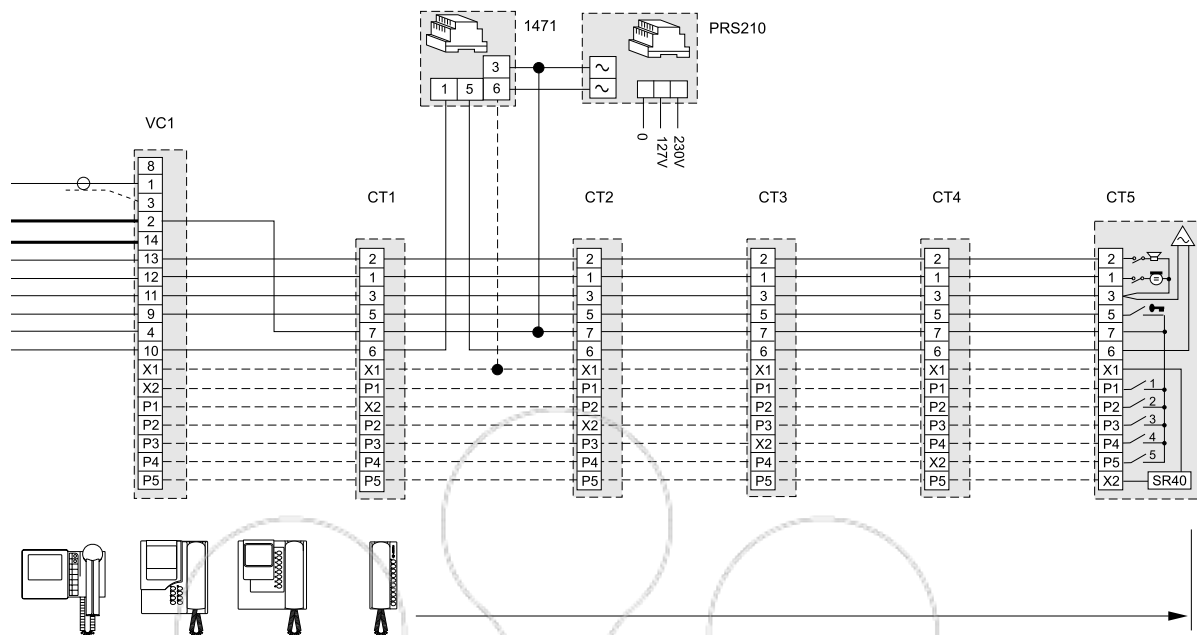 1471
PRS210
3
1 5 6
~
~
0
127V
230V
VC1
8
1
3
2
14
13
12
11
9
4
10
X1
X2
P1
P2
P3
P4
P5
CT1
2
1
3
5
7
6
X1
P1
X2
P2
P3
P4
P5
CT2
2
1
3
5
7
6
X1
P1
P2
X2
P3
P4
P5
CT3
2
1
3
5
7
6
X1
P1
P2
P3
X2
P4
P5
CT4
2
1
3
5
7
6
X1
P1
P2
P3
P4
X2
P5
CT5
~
2
1
3
5
7
6
X1
P1 1
P2 2
P3 3
P4 4
P5 5
X2 SR40